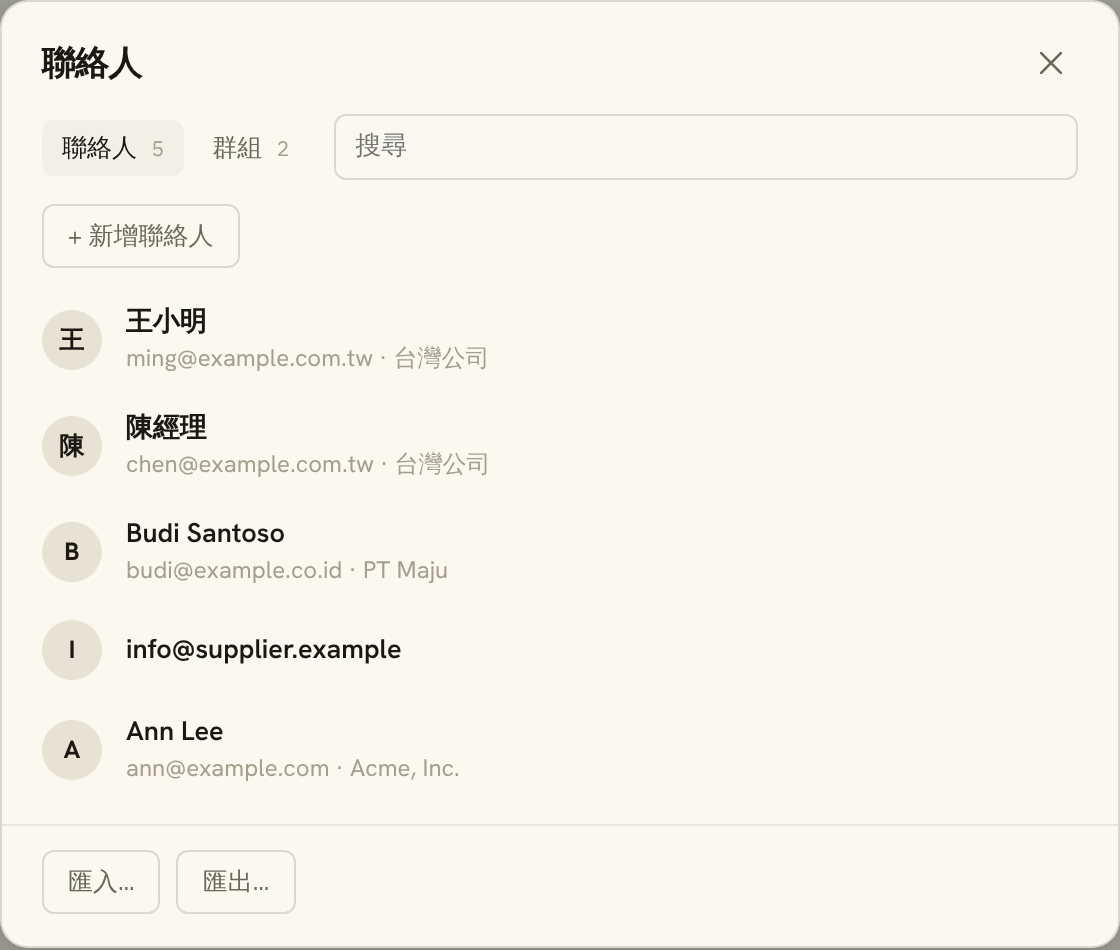 聯絡人
聯絡人 5 群組 2 搜尋
+ 新增聯絡人
王 王小明
ming@example.com.tw · 台灣公司
陳 陳經理
chen@example.com.tw · 台灣公司
B Budi Santoso
budi@example.co.id · PT Maju
I info@supplier.example
A Ann Lee
ann@example.com · Acme, Inc.
匯入... 匯出...